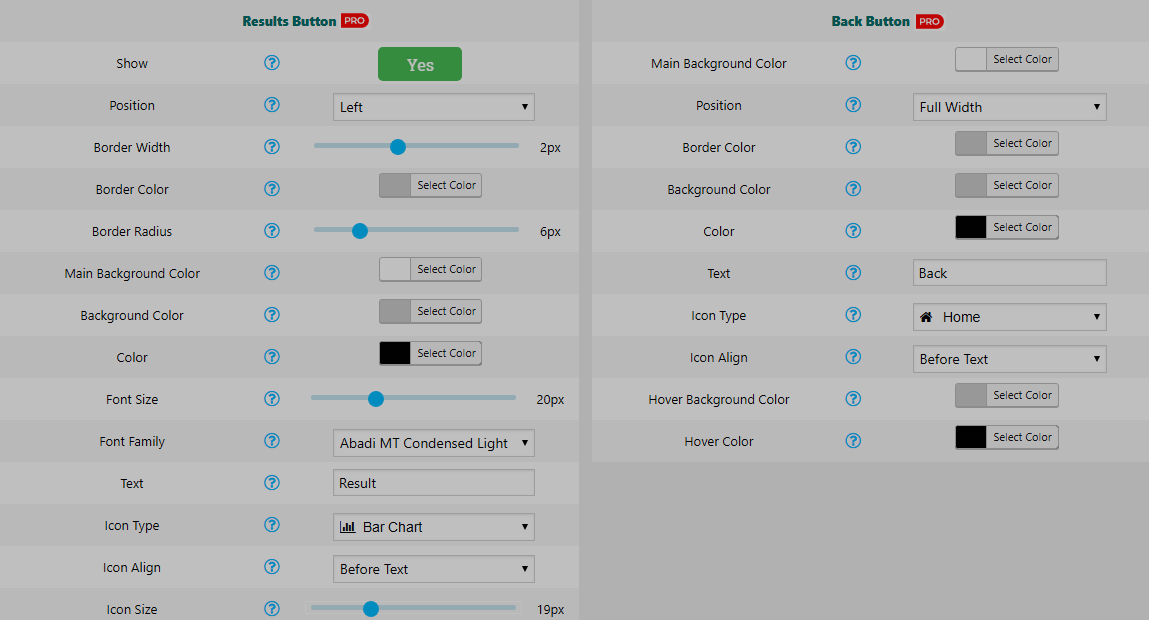 Results Button PRO
Show Yes
Position Left
Border Width 2px
Border Color Select Color
Border Radius 6px
Main Background Color Select Color
Background Color Select Color
Color Select Color
Font Size 20px
Font Family Abadi MT Condensed Light
Text Result
Icon Type Bar Chart
Icon Align Before Text
Icon Size 19px
Back Button PRO
Main Background Color Select Color
Position Full Width
Border Color Select Color
Background Color Select Color
Color Select Color
Text Back
Icon Type Home
Icon Align Before Text
Hover Background Color Select Color
Hover Color Select Color